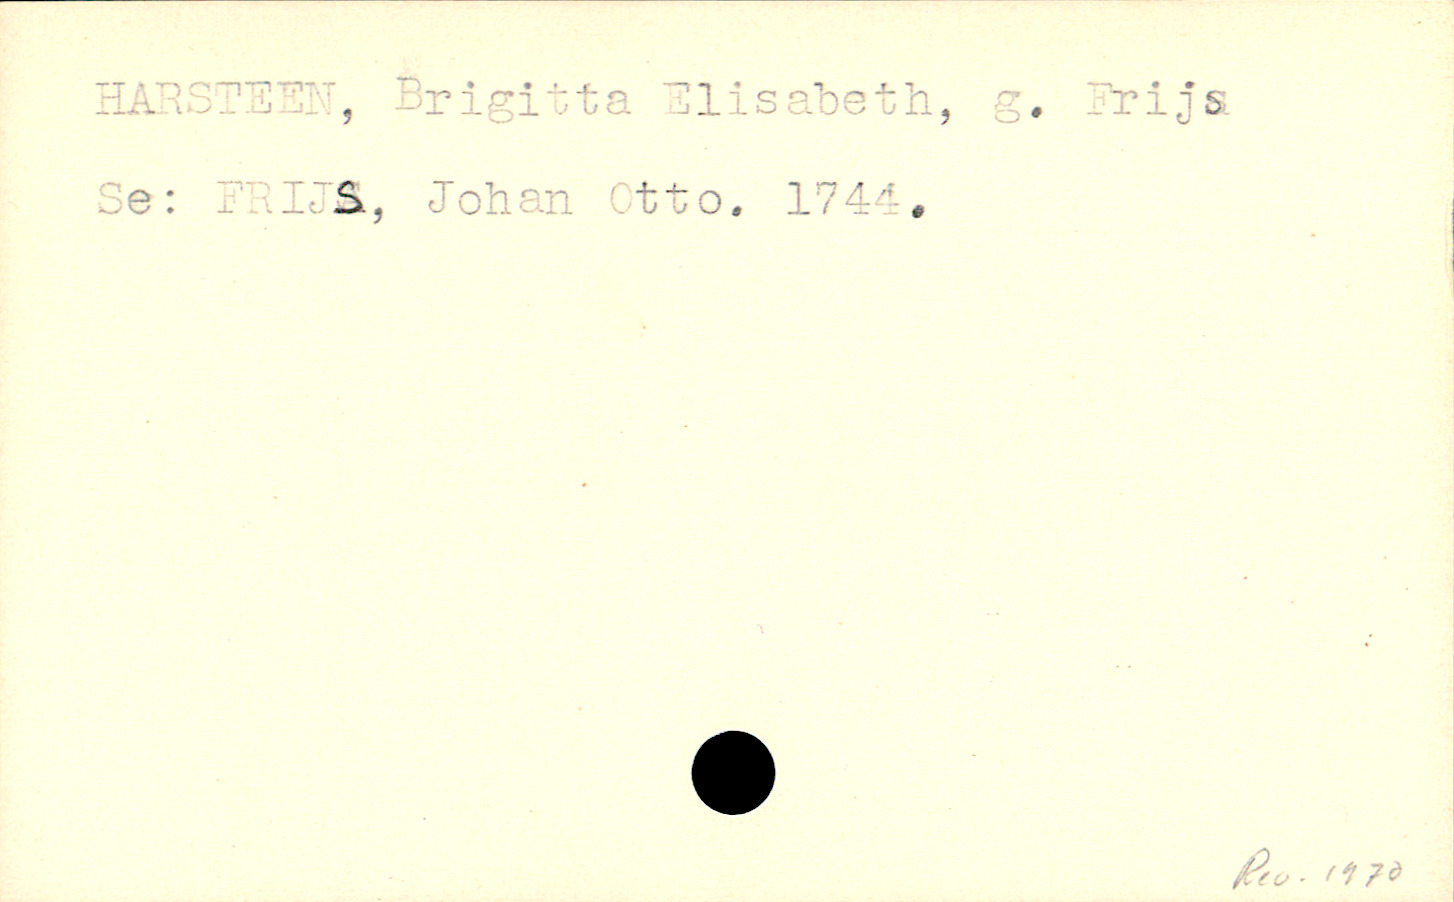 HARSTEEN, Brigitta Elisabeth, g. Frijs
Se: FRIJS, Johan Otto. 1744.
Rev. 1970